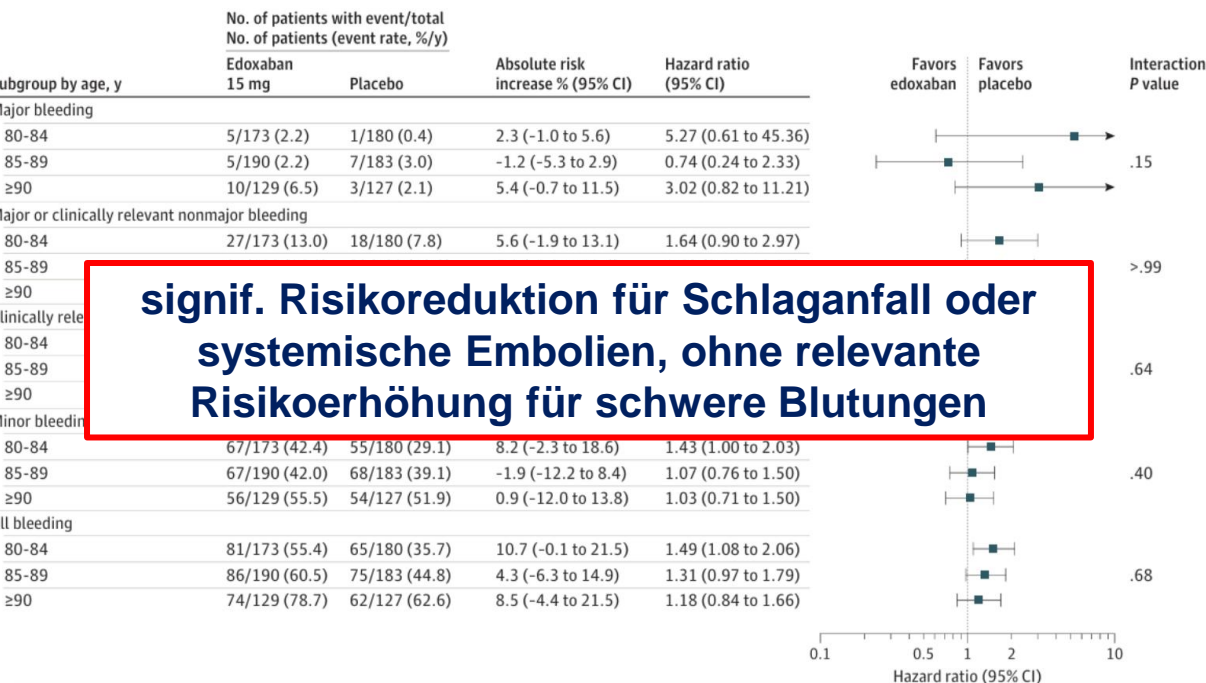 No. of patients with event/total
No. of patients (event rate, %/y)
ubgroup by age, y Edoxaban 15 mg Placebo Absolute risk increase % (95% CI) Hazard ratio (95% CI) Favors edoxaban Favors placebo Interaction P value
Major bleeding
80-84 5/173 (2.2) 1/180 (0.4) 2.3 (-1.0 to 5.6) 5.27 (0.61 to 45.36)
85-89 5/190 (2.2) 7/183 (3.0) -1.2 (-5.3 to 2.9) 0.74 (0.24 to 2.33) .15
≥90 10/129 (6.5) 3/127 (2.1) 5.4 (-0.7 to 11.5) 3.02 (0.82 to 11.21)
Major or clinically relevant nonmajor bleeding
80-84 27/173 (13.0) 18/180 (7.8) 5.6 (-1.9 to 13.1) 1.64 (0.90 to 2.97)
85-89 >.99
≥90
linically rele
80-84
85-89 .64
≥90
signif. Risikoreduktion für Schlaganfall oder
systemische Embolien, ohne relevante
Risikoerhöhung für schwere Blutungen
Minor bleedin
80-84 67/173 (42.4) 55/180 (29.1) 8.2 (-2.3 to 18.6) 1.43 (1.00 to 2.03)
85-89 67/190 (42.0) 68/183 (39.1) -1.9 (-12.2 to 8.4) 1.07 (0.76 to 1.50) .40
≥90 56/129 (55.5) 54/127 (51.9) 0.9 (-12.0 to 13.8) 1.03 (0.71 to 1.50)
ll bleeding
80-84 81/173 (55.4) 65/180 (35.7) 10.7 (-0.1 to 21.5) 1.49 (1.08 to 2.06)
85-89 86/190 (60.5) 75/183 (44.8) 4.3 (-6.3 to 14.9) 1.31 (0.97 to 1.79) .68
≥90 74/129 (78.7) 62/127 (62.6) 8.5 (-4.4 to 21.5) 1.18 (0.84 to 1.66)
0.1 0.5 1 2 10
Hazard ratio (95% CI)